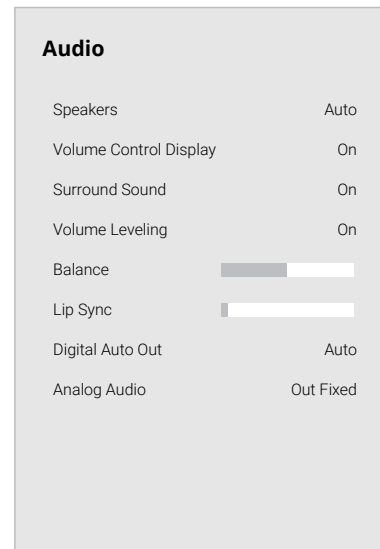 Audio
Speakers Auto
Volume Control Display On
Surround Sound On
Volume Leveling On
Balance
Lip Sync
Digital Auto Out Auto
Analog Audio Out Fixed